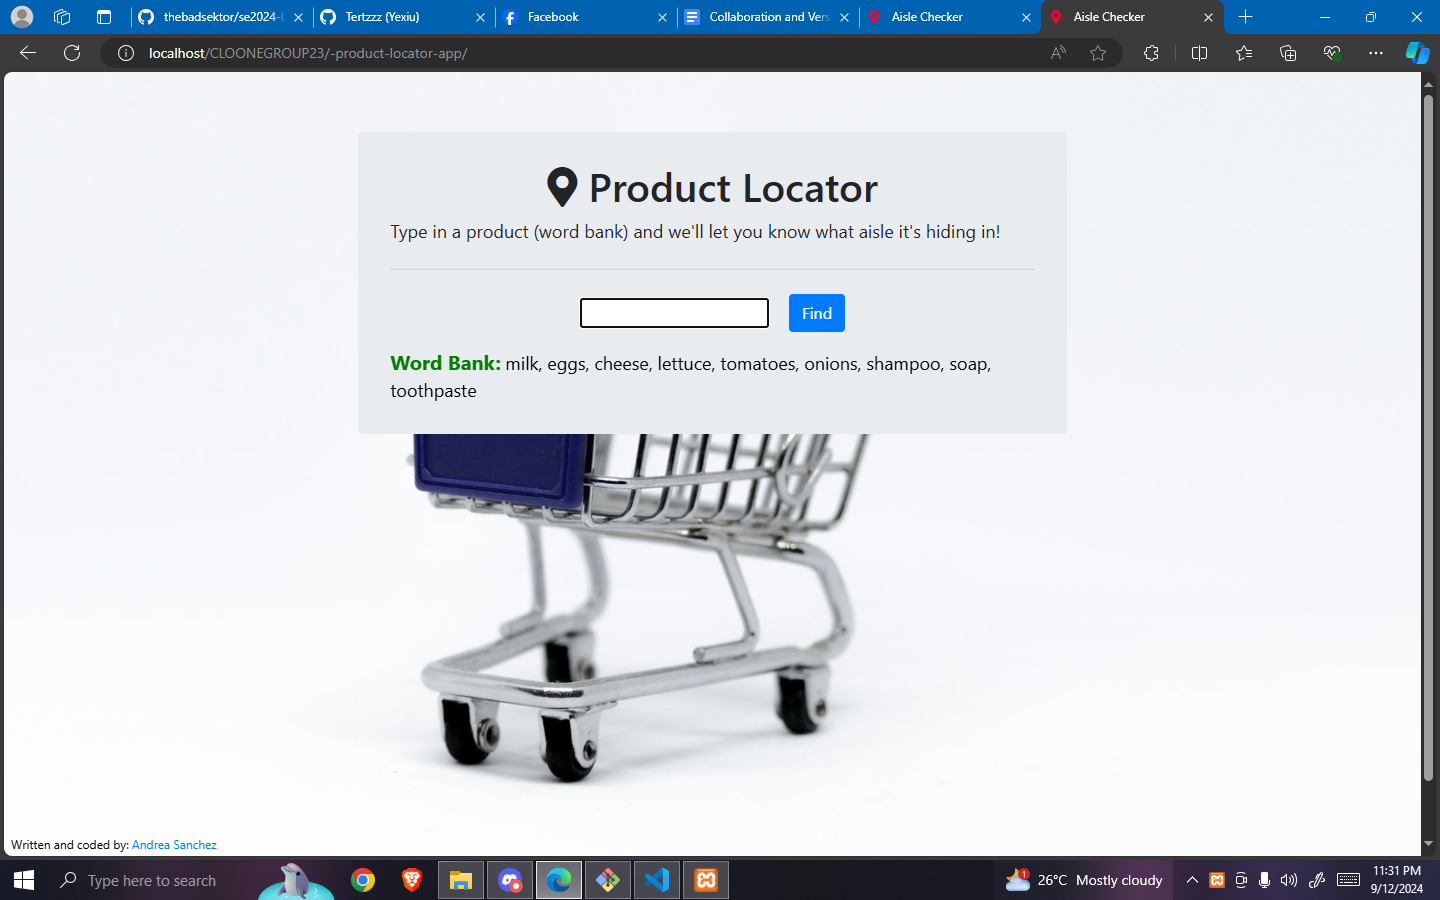 thebadsektor/se2024-b
Tertzzz (Yexiu)
Facebook
Collaboration and Vers
Aisle Checker
Aisle Checker
localhost/CLOONEGROUP23/-product-locator-app/
Product Locator
Type in a product (word bank) and we'll let you know what aisle it's hiding in!
Find
Word Bank: milk, eggs, cheese, lettuce, tomatoes, onions, shampoo, soap,
toothpaste
Written and coded by: Andrea Sanchez
Type here to search
1
26°C Mostly cloudy
11:31 PM
9/12/2024